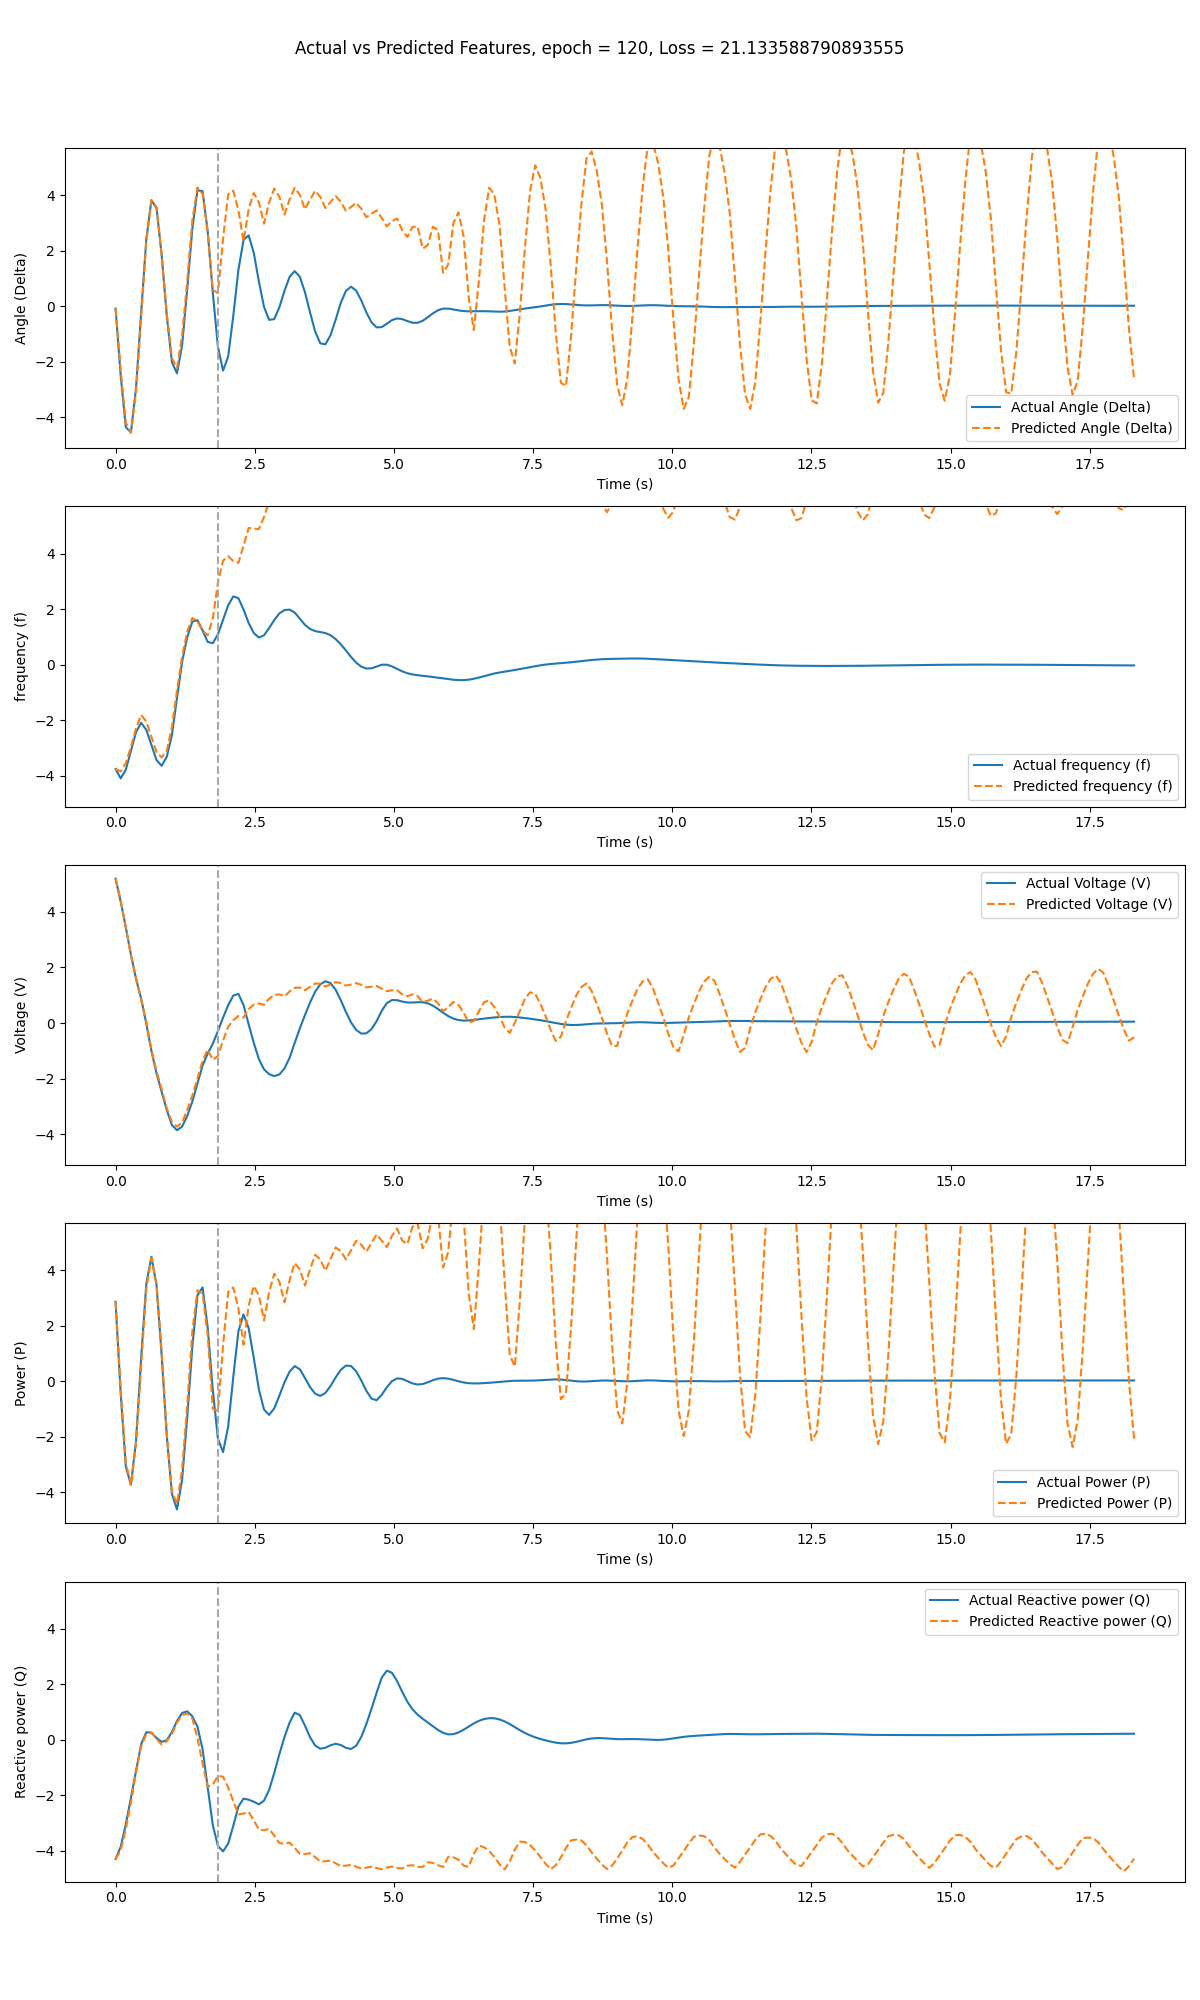 Actual vs Predicted Features, epoch = 120, Loss = 21.133588790893555
4
2
0
−2
−4
Angle (Delta)
Actual Angle (Delta)
Predicted Angle (Delta)
0.0 2.5 5.0 7.5 10.0 12.5 15.0 17.5
Time (s)
4
2
0
−2
−4
frequency (f)
Actual frequency (f)
Predicted frequency (f)
0.0 2.5 5.0 7.5 10.0 12.5 15.0 17.5
Time (s)
Actual Voltage (V)
Predicted Voltage (V)
4
2
0
−2
−4
Voltage (V)
0.0 2.5 5.0 7.5 10.0 12.5 15.0 17.5
Time (s)
4
2
0
−2
−4
Power (P)
Actual Power (P)
Predicted Power (P)
0.0 2.5 5.0 7.5 10.0 12.5 15.0 17.5
Time (s)
Actual Reactive power (Q)
Predicted Reactive power (Q)
4
2
0
−2
−4
Reactive power (Q)
0.0 2.5 5.0 7.5 10.0 12.5 15.0 17.5
Time (s)